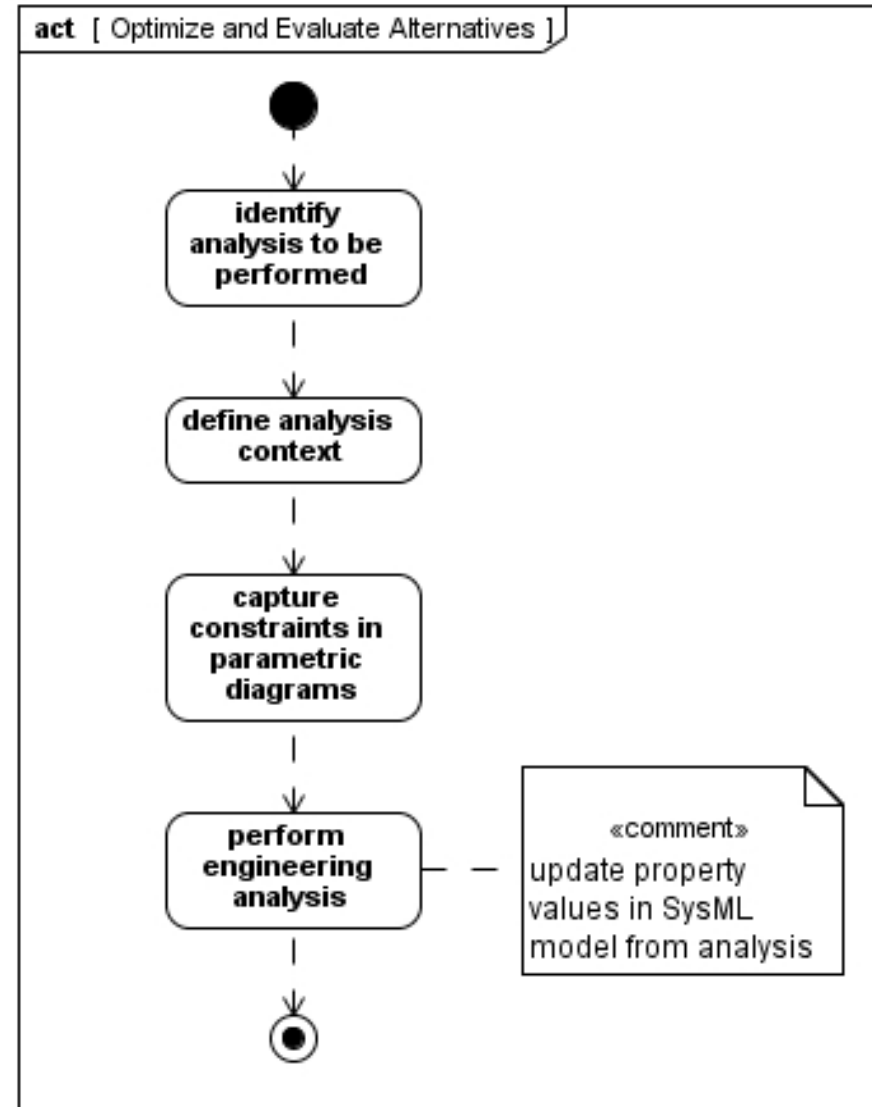 act [ Optimize and Evaluate Alternatives ]
identify
analysis to be
performed
define analysis
context
capture
constraints in
parametric
diagrams
perform
engineering
analysis
«comment»
update property
values in SysML
model from analysis